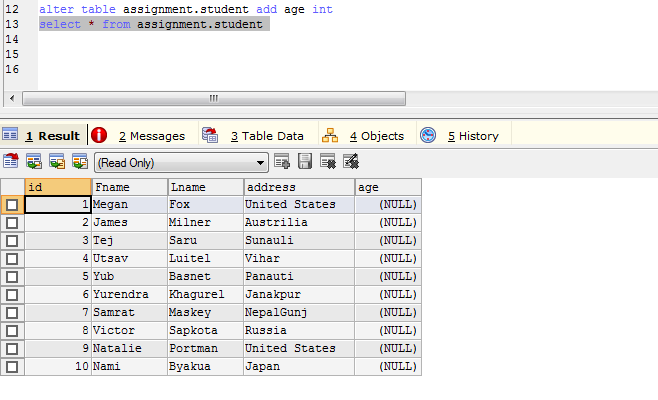 12 alter table assignment.student add age int
13 select * from assignment.student
14
15
16
1 Result 2 Messages 3 Table Data 4 Objects 5 History
(Read Only)
id Fname Lname address age
1 Megan Fox United States (NULL)
2 James Milner Austrilia (NULL)
3 Tej Saru Sunauli (NULL)
4 Utsav Luitel Vihar (NULL)
5 Yub Basnet Panauti (NULL)
6 Yurendra Khagurel Janakpur (NULL)
7 Samrat Maskey NepalGunj (NULL)
8 Victor Sapkota Russia (NULL)
9 Natalie Portman United States (NULL)
10 Nami Byakua Japan (NULL)